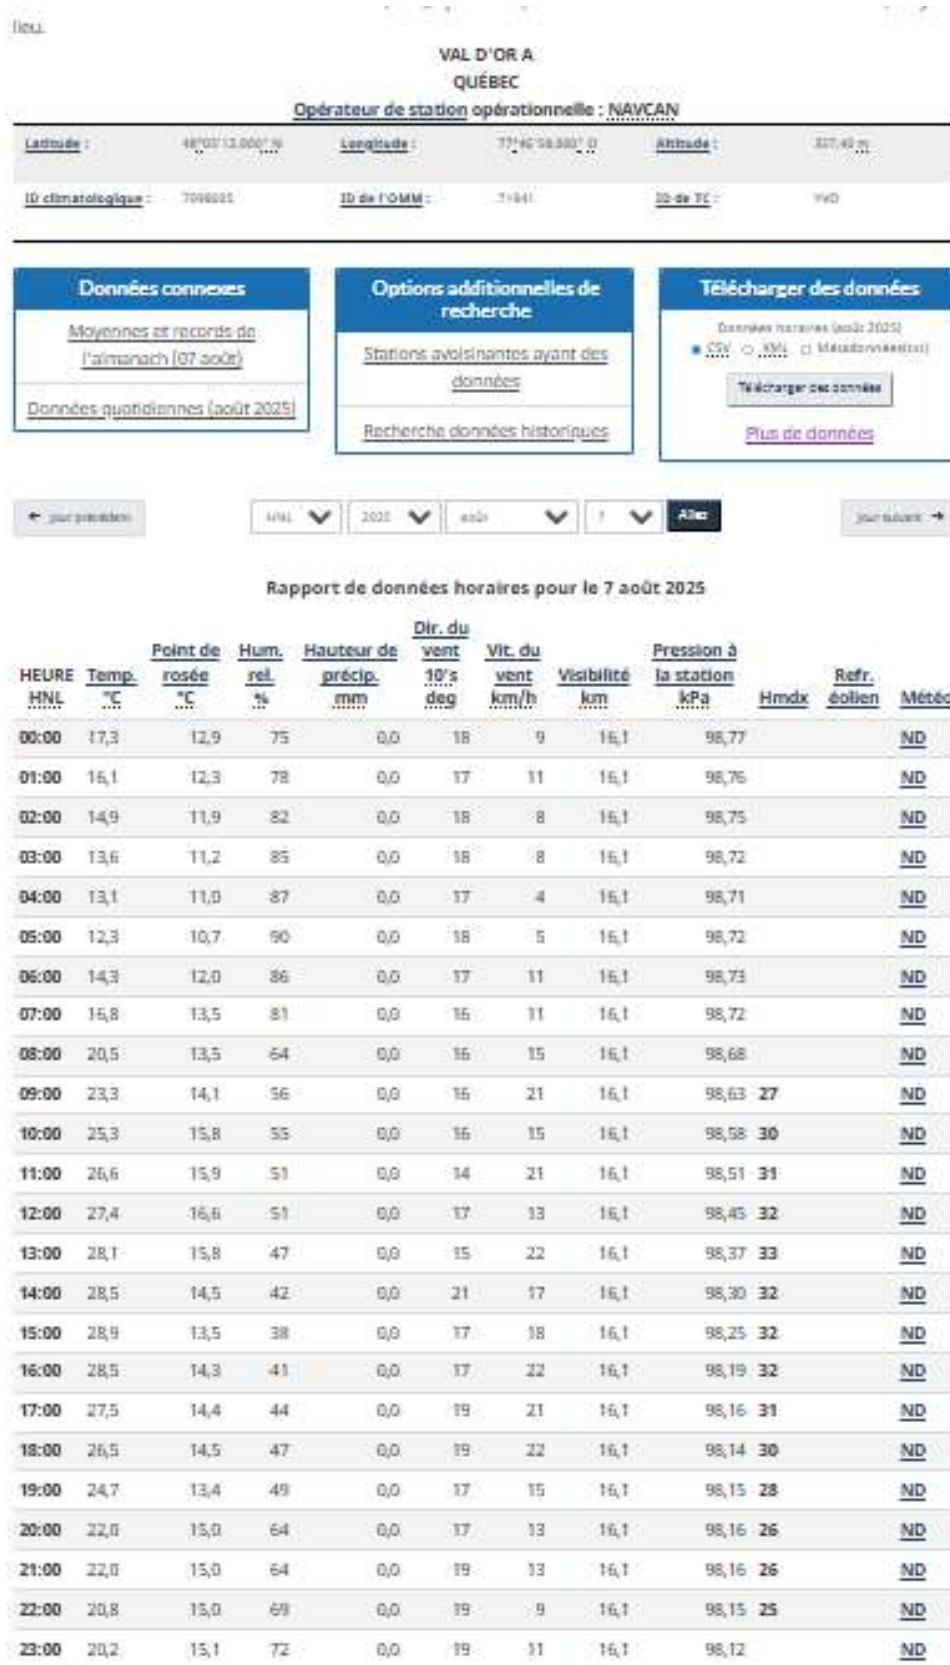 lieu.
VAL D'OR A
QUÉBEC
Opérateur de station opérationnelle : NAVCAN
Latitude : Longitude : Altitude :
ID climatologique : ID de l'OMM : ID de TC : YVO
Données connexes
Moyennes et records de
l'almanach (07 août)
Données quotidiennes (août 2025)
Options additionnelles de
recherche
Stations avoisinantes ayant des
données
Recherche données historiques
Télécharger des données
Données horaires (août 2025)
CSV XML Métadonnées(txt)
Télécharger des données
Plus de données
← jour précédent HNL 2025 août 7 Allez jour suivant →
Rapport de données horaires pour le 7 août 2025
HEURE HNL Temp. °C Point de rosée °C Hum. rel. % Hauteur de précip. mm Dir. du vent 10's deg Vit. du vent km/h Visibilité km Pression à la station kPa Hmdx Refr. éolien Météo
00:00 17,3 12,9 75 0,0 18 9 16,1 98,77 ND
01:00 16,1 12,3 78 0,0 17 11 16,1 98,76 ND
02:00 14,9 11,9 82 0,0 18 8 16,1 98,75 ND
03:00 13,6 11,2 85 0,0 18 8 16,1 98,72 ND
04:00 13,1 11,0 87 0,0 17 4 16,1 98,71 ND
05:00 12,3 10,7 90 0,0 18 5 16,1 98,72 ND
06:00 14,3 12,0 86 0,0 17 11 16,1 98,73 ND
07:00 16,8 13,5 81 0,0 16 11 16,1 98,72 ND
08:00 20,5 13,5 64 0,0 16 15 16,1 98,68 ND
09:00 23,3 14,1 56 0,0 16 21 16,1 98,63 27 ND
10:00 25,3 15,8 55 0,0 16 15 16,1 98,58 30 ND
11:00 26,6 15,9 51 0,0 14 21 16,1 98,51 31 ND
12:00 27,4 16,6 51 0,0 17 13 16,1 98,45 32 ND
13:00 28,1 15,8 47 0,0 15 22 16,1 98,37 33 ND
14:00 28,5 14,5 42 0,0 21 17 16,1 98,30 32 ND
15:00 28,9 13,5 38 0,0 17 18 16,1 98,25 32 ND
16:00 28,5 14,3 41 0,0 17 22 16,1 98,19 32 ND
17:00 27,5 14,4 44 0,0 19 21 16,1 98,16 31 ND
18:00 26,5 14,5 47 0,0 19 22 16,1 98,14 30 ND
19:00 24,7 13,4 49 0,0 17 15 16,1 98,15 28 ND
20:00 22,0 15,0 64 0,0 17 13 16,1 98,16 26 ND
21:00 22,0 15,0 64 0,0 19 13 16,1 98,16 26 ND
22:00 20,8 15,0 69 0,0 19 9 16,1 98,15 25 ND
23:00 20,2 15,1 72 0,0 19 11 16,1 98,12 ND